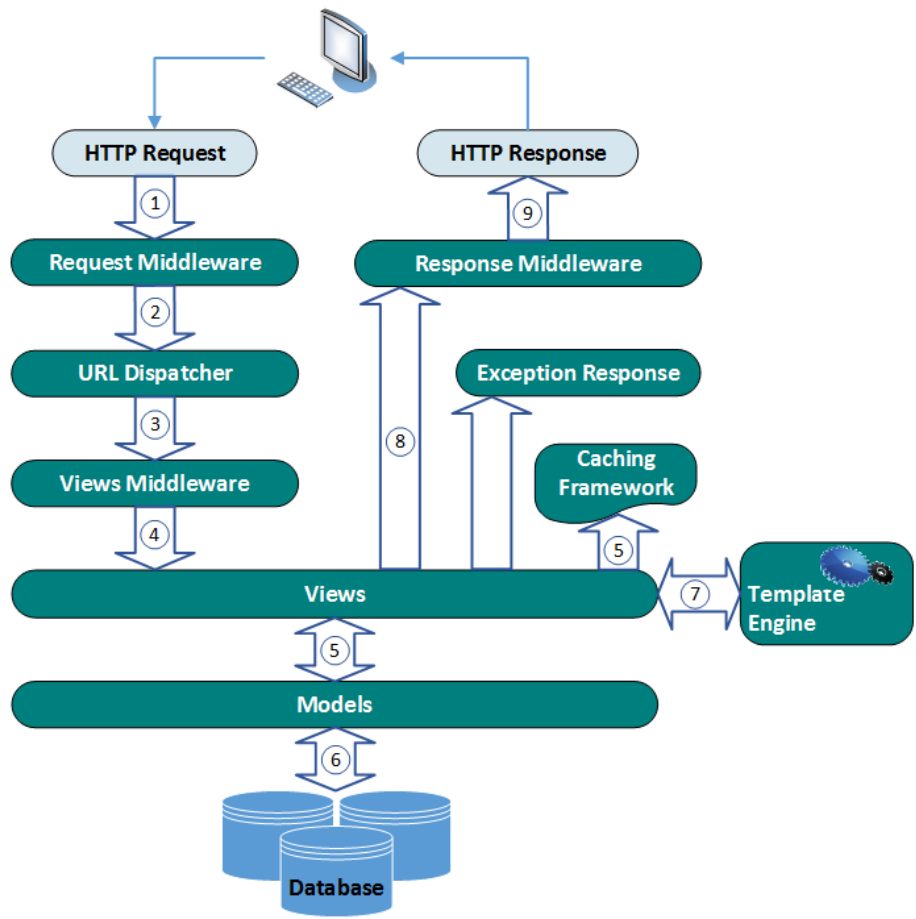 HTTP Request
HTTP Response
1
9
Request Middleware
Response Middleware
2
URL Dispatcher
Exception Response
3
8
Caching
Framework
Views Middleware
4
5
Views
7
Template
Engine
5
Models
6
Database